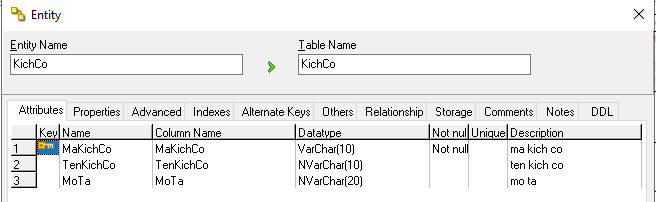 Entity
Entity Name
Table Name
KichCo
KichCo
Attributes Properties Advanced Indexes Alternate Keys Others Relationship Storage Comments Notes DDL
Key Name Column Name Datatype Not nul Unique Description
1 MaKichCo MaKichCo VarChar(10) Not null ma kich co
2 TenKichCo TenKichCo NVarChar(10) ten kich co
3 MoTa MoTa NVarChar(20) mo ta